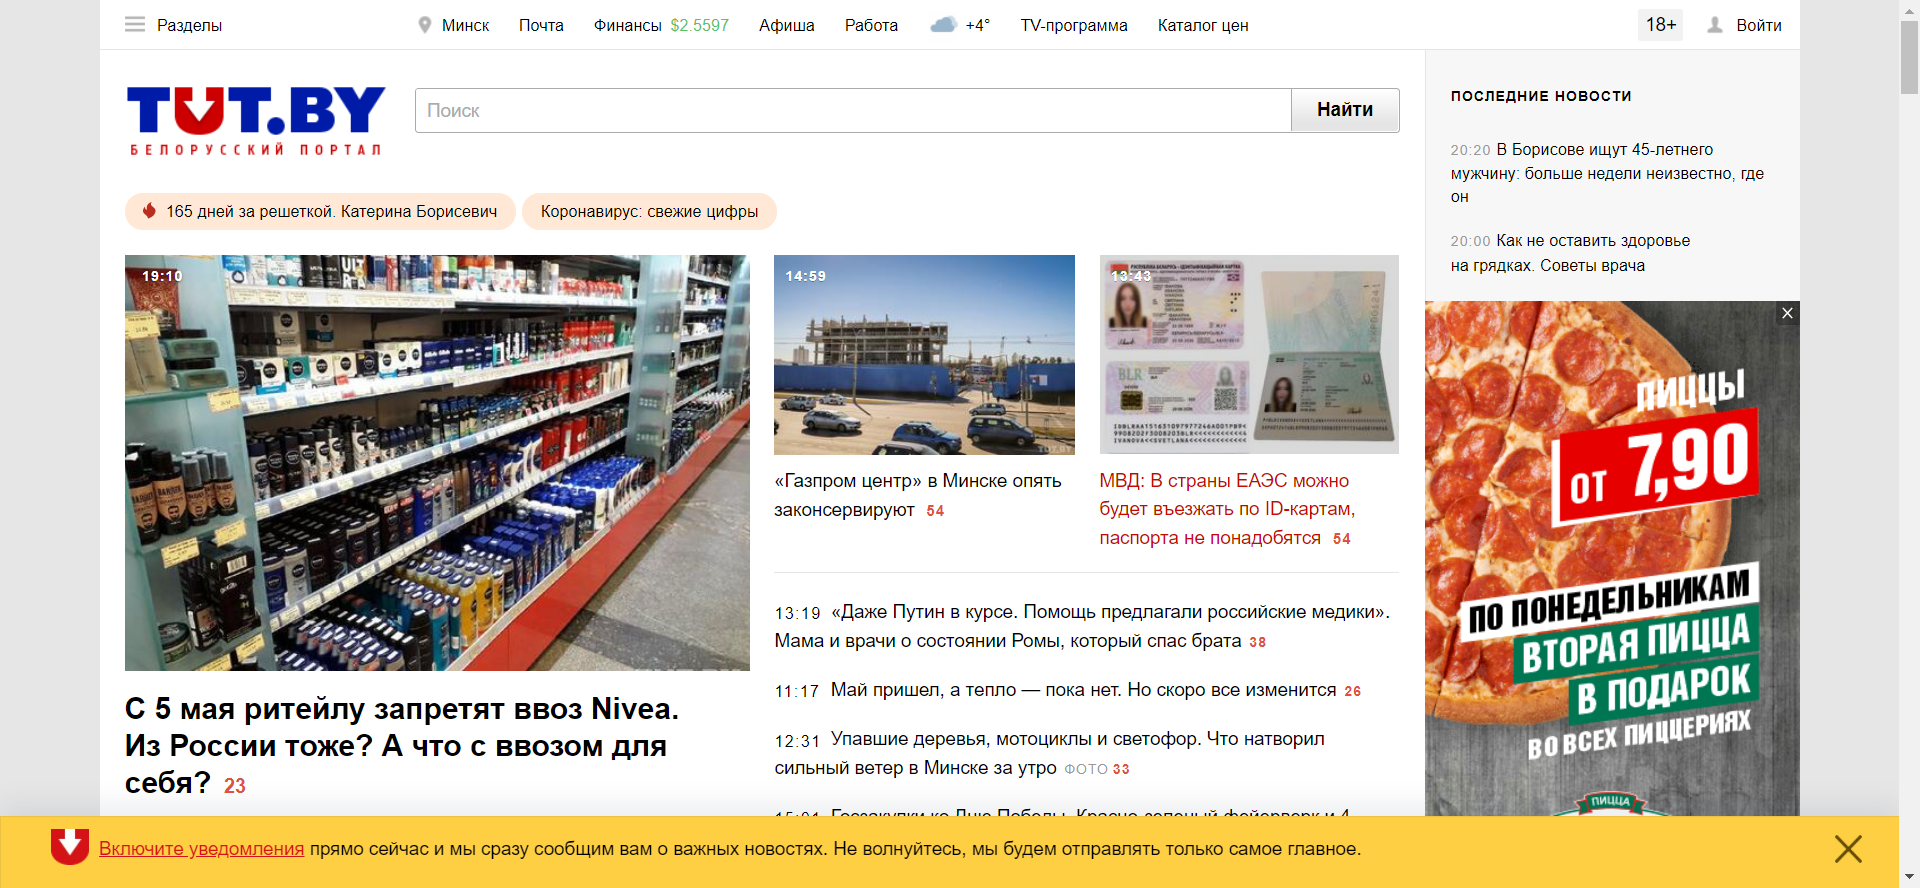 Разделы
Минск
Почта
Финансы $2.5597
Афиша
Работа
+4°
TV-программа
Каталог цен
18+
Войти
TUT.BY
БЕЛОРУССКИЙ ПОРТАЛ
Поиск
Найти
165 дней за решеткой. Катерина Борисевич
Коронавирус: свежие цифры
19:10
С 5 мая ритейлу запретят ввоз Nivea.
Из России тоже? А что с ввозом для
себя? 23
14:59
«Газпром центр» в Минске опять
законсервируют 54
13:43
МВД: В страны ЕАЭС можно
будет въезжать по ID-картам,
паспорта не понадобятся 54
13:19 «Даже Путин в курсе. Помощь предлагали российские медики».
Мама и врачи о состоянии Ромы, который спас брата 38
11:17 Май пришел, а тепло — пока нет. Но скоро все изменится 26
12:31 Упавшие деревья, мотоциклы и светофор. Что натворил
сильный ветер в Минске за утро ФОТО 33
ПОСЛЕДНИЕ НОВОСТИ
20:20 В Борисове ищут 45-летнего
мужчину: больше недели неизвестно, где
он
20:00 Как не оставить здоровье
на грядках. Советы врача
ПИЦЦЫ
ОТ 7,90
ПО ПОНЕДЕЛЬНИКАМ
ВТОРАЯ ПИЦЦА
В ПОДАРОК
ВО ВСЕХ ПИЦЦЕРИЯХ
ПИЦЦА
Включите уведомления прямо сейчас и мы сразу сообщим вам о важных новостях. Не волнуйтесь, мы будем отправлять только самое главное.